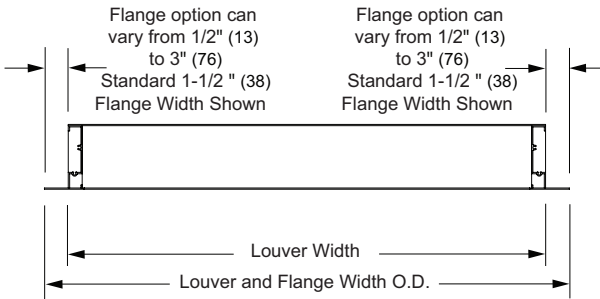 Flange option can
vary from 1/2" (13)
to 3" (76)
Standard 1-1/2 " (38)
Flange Width Shown
Flange option can
vary from 1/2" (13)
to 3" (76)
Standard 1-1/2 " (38)
Flange Width Shown
Louver Width
Louver and Flange Width O.D.